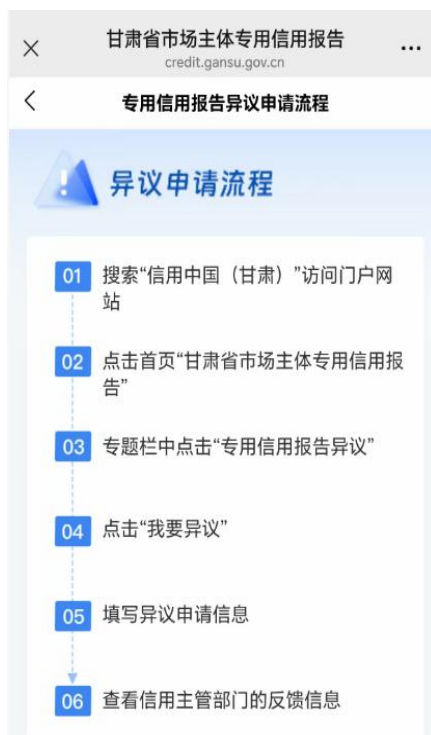 甘肃省市场主体专用信用报告
credit.gansu.gov.cn
专用信用报告异议申请流程
异议申请流程
01 搜索“信用中国（甘肃）”访问门户网
站
02 点击首页“甘肃省市场主体专用信用报
告”
03 专题栏中点击“专用信用报告异议”
04 点击“我要异议”
05 填写异议申请信息
06 查看信用主管部门的反馈信息